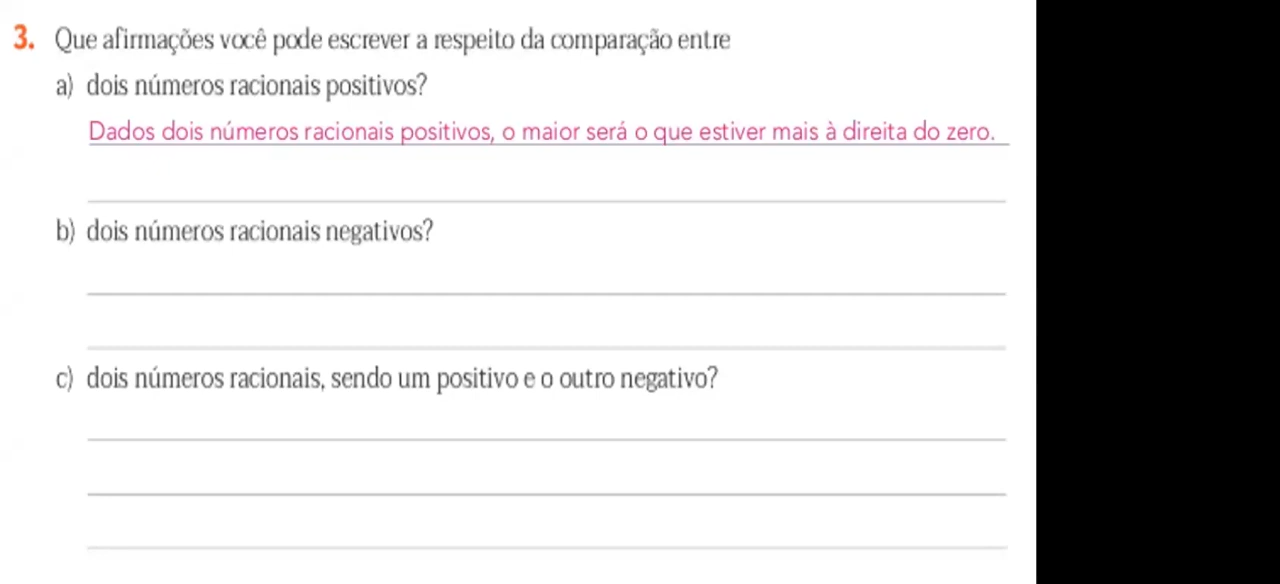 3. Que afirmações você pode escrever a respeito da comparação entre
a) dois números racionais positivos?
Dados dois números racionais positivos, o maior será o que estiver mais à direita do zero.
b) dois números racionais negativos?
c) dois números racionais, sendo um positivo e o outro negativo?